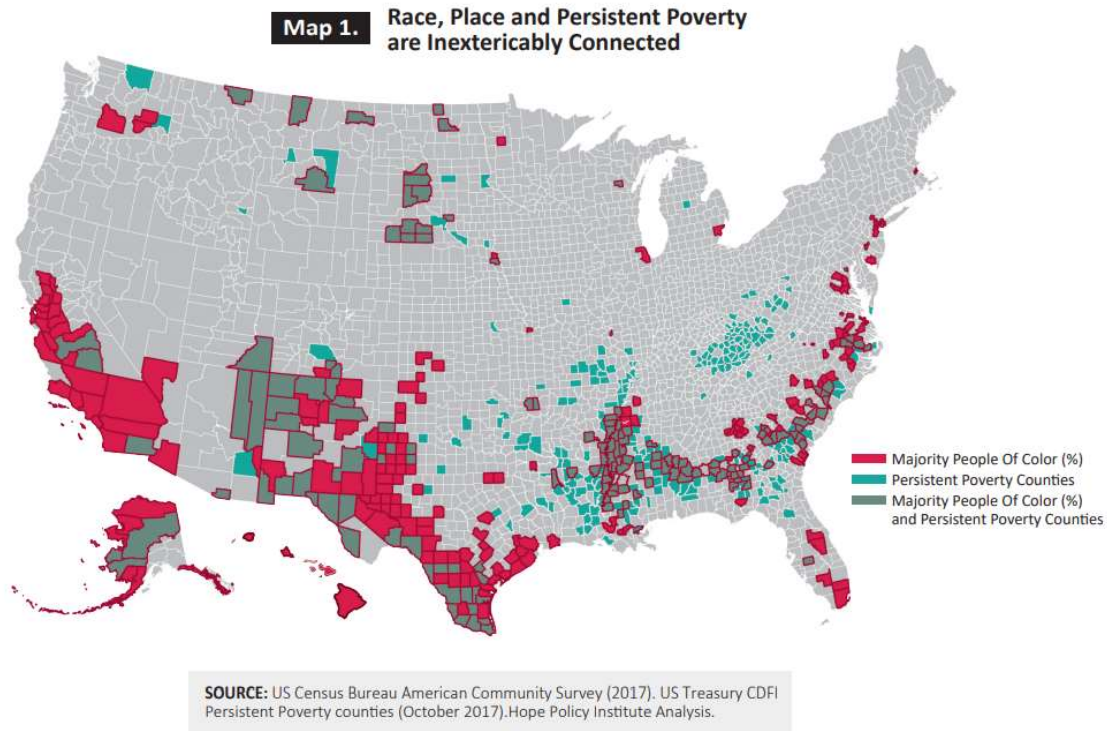 Map 1.
Race, Place and Persistent Poverty
are Inextericably Connected
Majority People Of Color (%)
Persistent Poverty Counties
Majority People Of Color (%)
and Persistent Poverty Counties
SOURCE: US Census Bureau American Community Survey (2017). US Treasury CDFI
Persistent Poverty counties (October 2017).Hope Policy Institute Analysis.